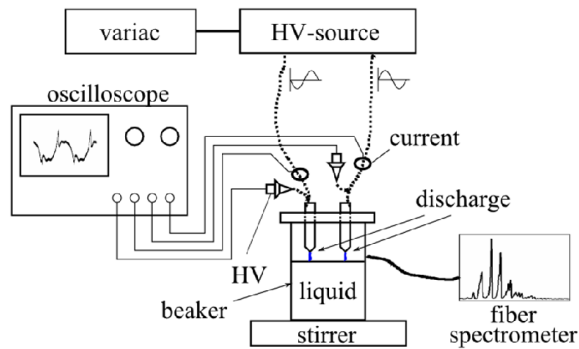 variac
HV-source
oscilloscope
current
discharge
HV
beaker
liquid
stirrer
fiber
spectrometer